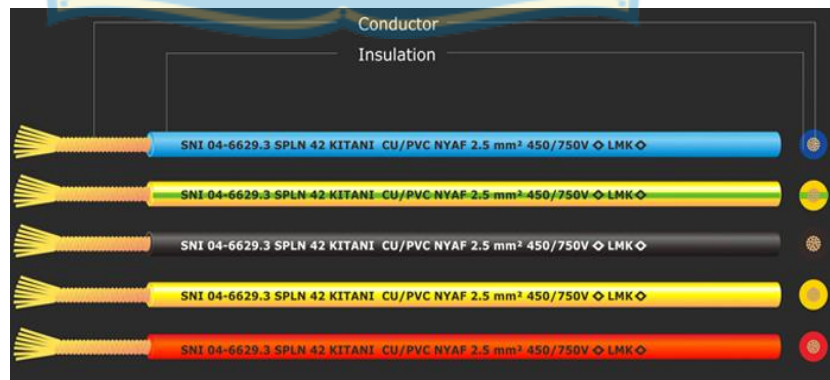 Conductor
Insulation
SNI 04-6629.3 SPLN 42 KITANI CU/PVC NYAF 2.5 mm² 450/750V ◇ LMK◇
SNI 04-6629.3 SPLN 42 KITANI CU/PVC NYAF 2.5 mm² 450/750V ◇ LMK◇
SNI 04-6629.3 SPLN 42 KITANI CU/PVC NYAF 2.5 mm² 450/750V ◇ LMK◇
SNI 04-6629.3 SPLN 42 KITANI CU/PVC NYAF 2.5 mm² 450/750V ◇ LMK◇
SNI 04-6629.3 SPLN 42 KITANI CU/PVC NYAF 2.5 mm² 450/750V ◇ LMK◇